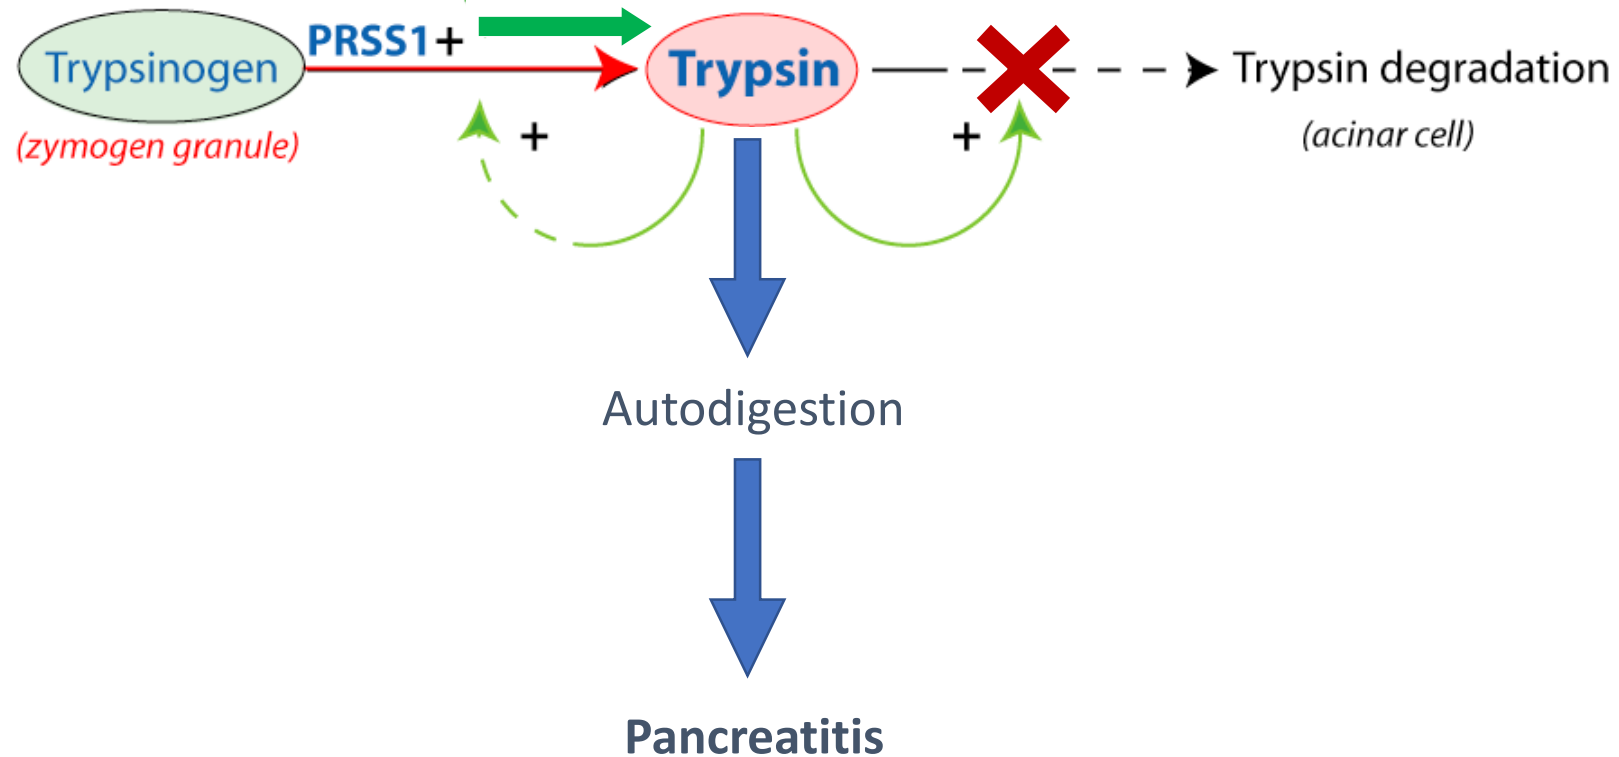 PRSS1+
Trypsinogen
Trypsin
Trypsin degradation
(zymogen granule)
+
+
(acinar cell)
Autodigestion
Pancreatitis